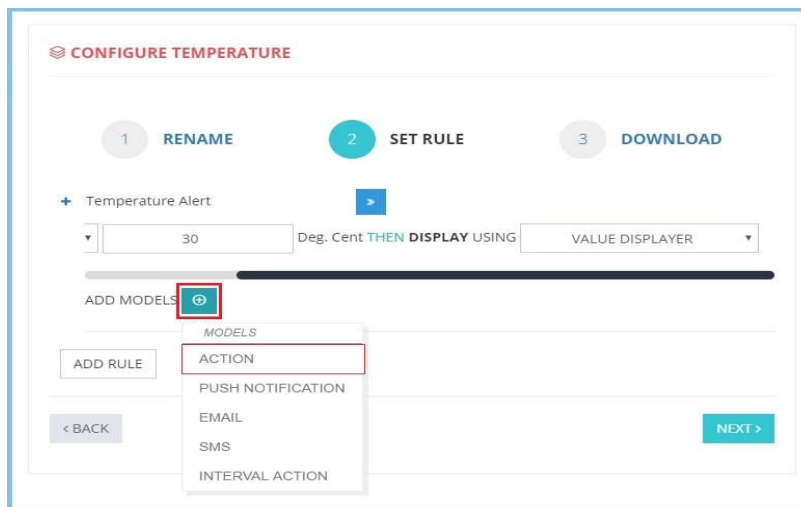 CONFIGURE TEMPERATURE
1 RENAME 2 SET RULE 3 DOWNLOAD
+ Temperature Alert »
30 Deg. Cent THEN DISPLAY USING VALUE DISPLAYER
ADD MODELS
MODELS
ACTION
ADD RULE
PUSH NOTIFICATION
EMAIL
< BACK NEXT >
SMS
INTERVAL ACTION